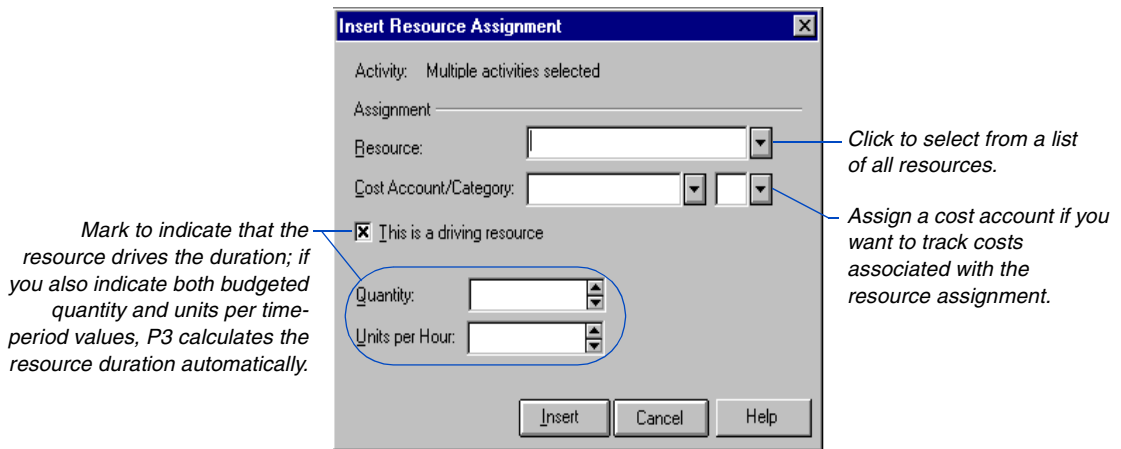 Insert Resource Assignment
Activity: Multiple activities selected
Assignment
Resource:
Cost Account/Category:
This is a driving resource
Quantity:
Units per Hour:
Insert Cancel Help
Click to select from a list
of all resources.
Assign a cost account if you
want to track costs
associated with the
resource assignment.
Mark to indicate that the
resource drives the duration; if
you also indicate both budgeted
quantity and units per time-
period values, P3 calculates the
resource duration automatically.